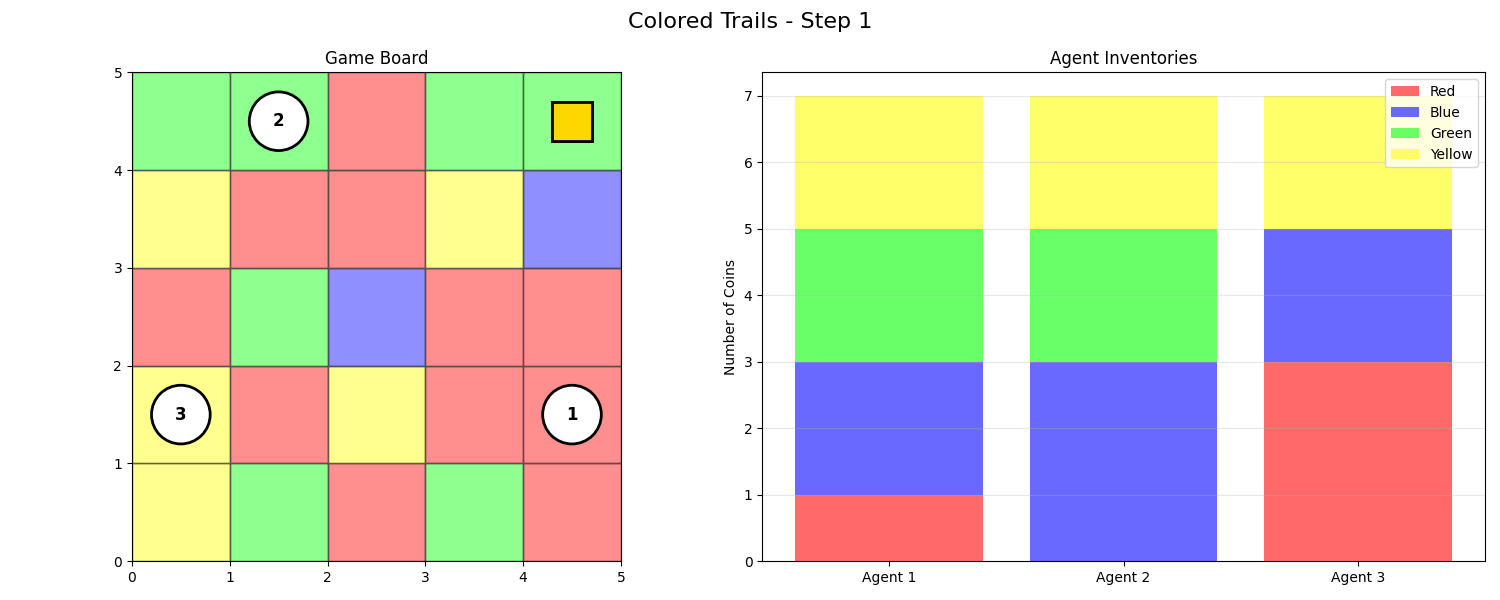 Colored Trails - Step 1
Game Board
5
4
3
2
1
0
0 1 2 3 4 5
2
3
1
Agent Inventories
Number of Coins
7
6
5
4
3
2
1
0
Agent 1 Agent 2 Agent 3
Red
Blue
Green
Yellow